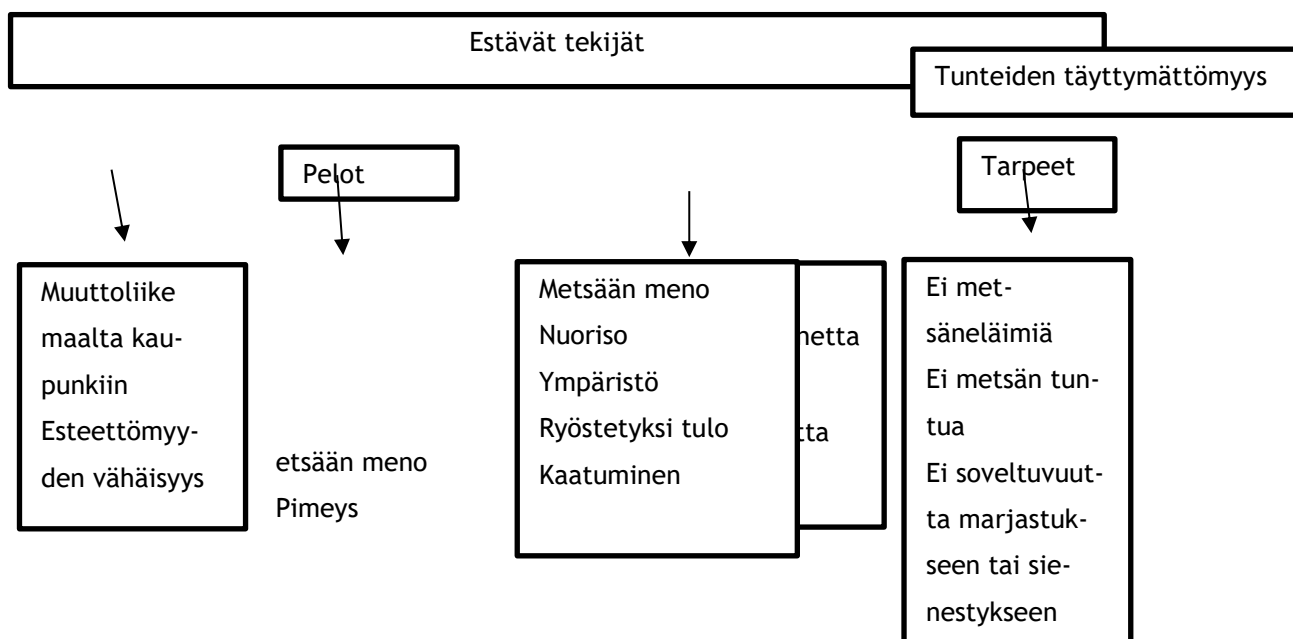 Estävät tekijät
Tunteiden täyttymättömyys
Pelot
Tarpeet
Muuttoliike
maalta kau-
punkiin
Esteettömyy-
den vähäisyys
etsään meno
Pimeys
Metsään meno
Nuoriso
Ympäristö
Ryöstetyksi tulo
Kaatuminen
netta
tta
Ei met-
säneläimiä
Ei metsän tun-
tua
Ei soveltuvuut-
ta marjastuk-
seen tai sie-
nestykseen